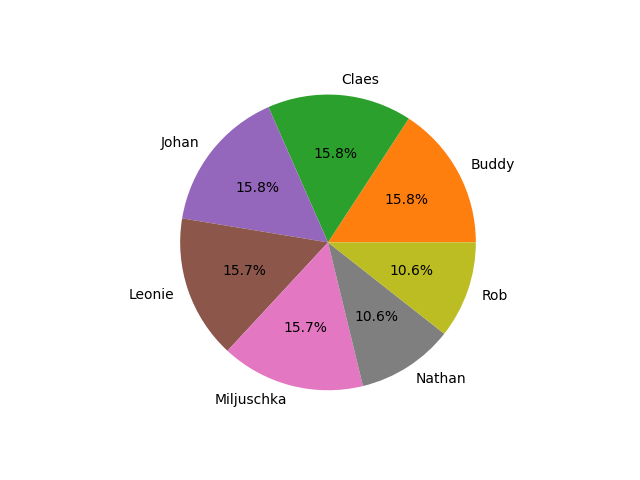 Claes
Johan
Buddy
15.8%
15.8%
15.8%
Leonie
15.7%
10.6%
Rob
15.7%
10.6%
Nathan
Miljuschka